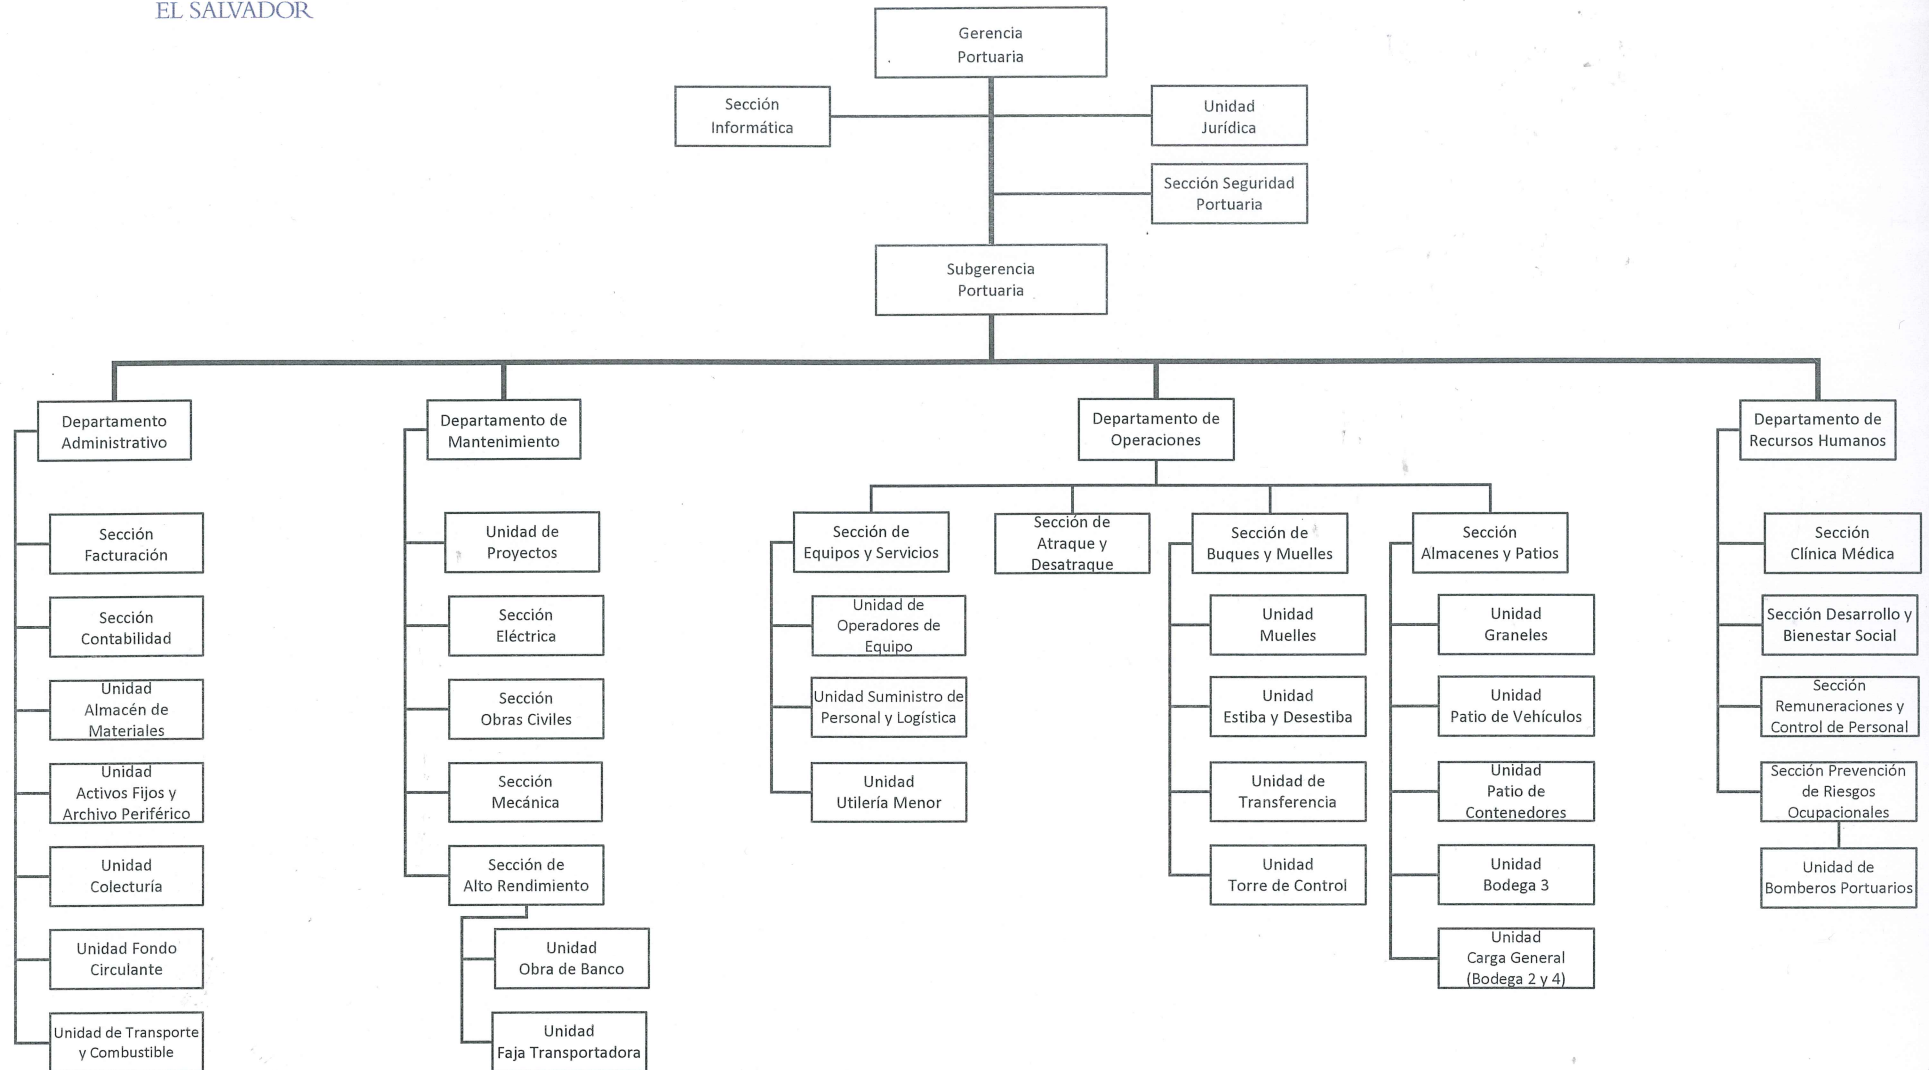 EL SALVADOR
Gerencia
Portuaria
Sección
Informática
Unidad
Jurídica
Sección Seguridad
Portuaria
Subgerencia
Portuaria
Departamento
Administrativo
Sección
Facturación
Sección
Contabilidad
Unidad
Almacén de
Materiales
Unidad
Activos Fijos y
Archivo Periférico
Unidad
Colecturía
Unidad Fondo
Circulante
Unidad de Transporte
y Combustible
Departamento de
Mantenimiento
Unidad de
Proyectos
Sección
Eléctrica
Sección
Obras Civiles
Sección
Mecánica
Sección de
Alto Rendimiento
Unidad
Obra de Banco
Unidad
Faja Transportadora
Departamento de
Operaciones
Sección de
Equipos y Servicios
Unidad de
Operadores de
Equipo
Unidad Suministro de
Personal y Logística
Unidad
Utilería Menor
Sección de
Atraque y
Desatraque
Sección de
Buques y Muelles
Unidad
Muelles
Unidad
Estiba y Desestiba
Unidad de
Transferencia
Unidad
Torre de Control
Sección
Almacenes y Patios
Unidad
Graneles
Unidad
Patio de Vehículos
Unidad
Patio de
Contenedores
Unidad
Bodega 3
Unidad
Carga General
(Bodega 2 y 4)
Departamento de
Recursos Humanos
Sección
Clínica Médica
Sección Desarrollo y
Bienestar Social
Sección
Remuneraciones y
Control de Personal
Sección Prevención
de Riesgos
Ocupacionales
Unidad de
Bomberos Portuarios